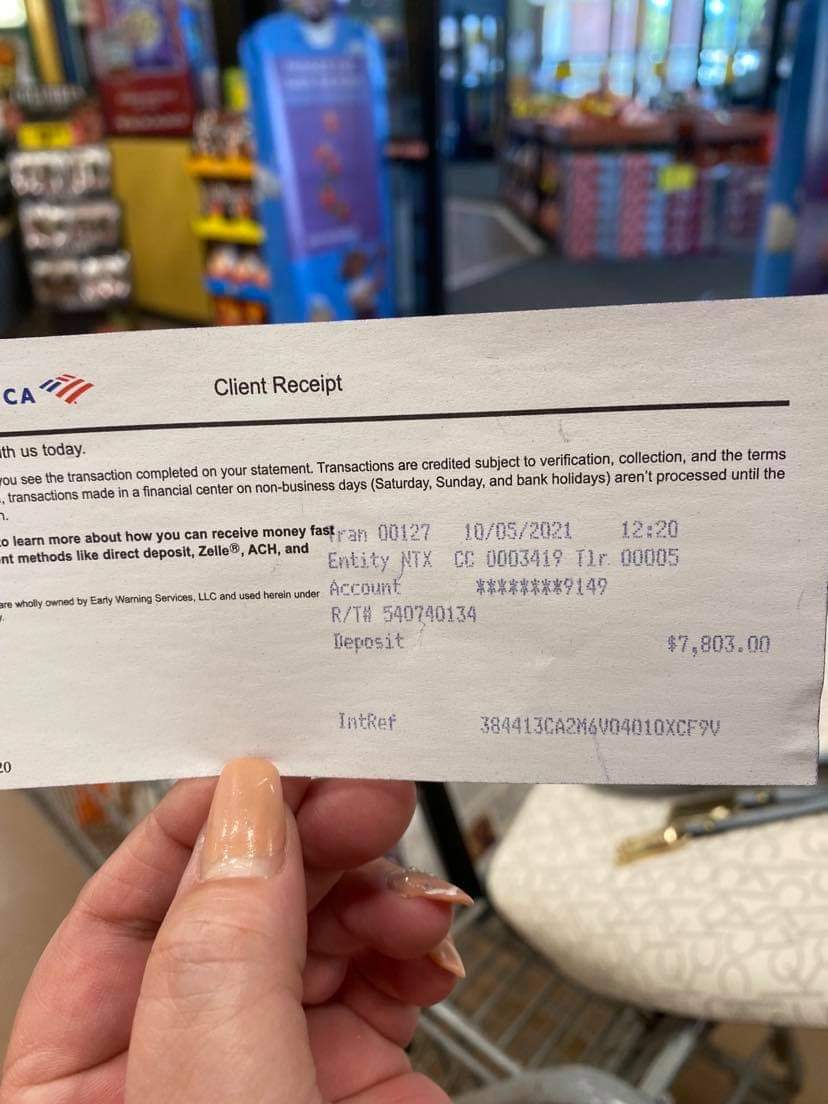 CA
Client Receipt
ith us today.
you see the transaction completed on your statement. Transactions are credited subject to verification, collection, and the terms
, transactions made in a financial center on non-business days (Saturday, Sunday, and bank holidays) aren't processed until the
n.
to learn more about how you can receive money fast
nt methods like direct deposit, Zelle®, ACH, and
are wholly owned by Early Warning Services, LLC and used herein under
y.
Tran 00127 10/05/2021 12:20
Entity NTX CC 0003419 Tlr 00005
Account ********9149
R/T# 540740134
Deposit $7,803.00
IntRef 384413CA2M6V04010XCF9V
20